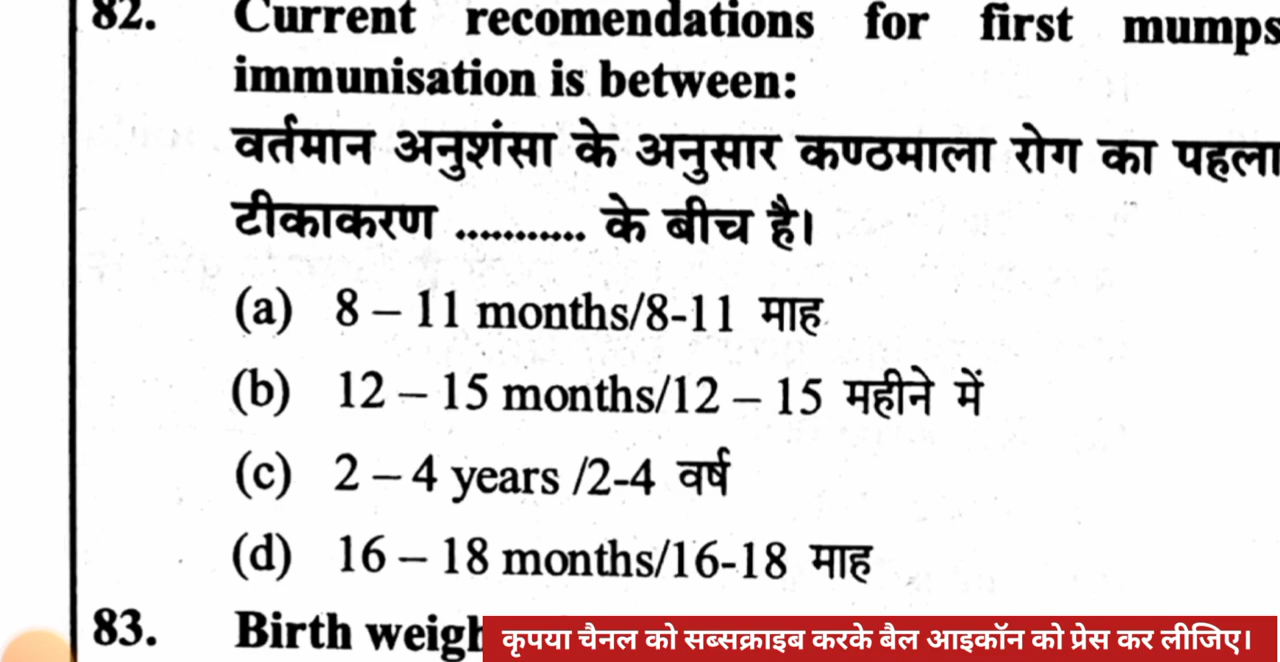 82. Current recomendations for first mumps
immunisation is between:
वर्तमान अनुशंसा के अनुसार कण्ठमाला रोग का पहला
टीकाकरण ........... के बीच है।
(a) 8 – 11 months/8-11 माह
(b) 12 – 15 months/12 – 15 महीने में
(c) 2 – 4 years /2-4 वर्ष
(d) 16 – 18 months/16-18 माह
83. Birth weigh
कृपया चैनल को सब्सक्राइब करके बैल आइकॉन को प्रेस कर लीजिए।